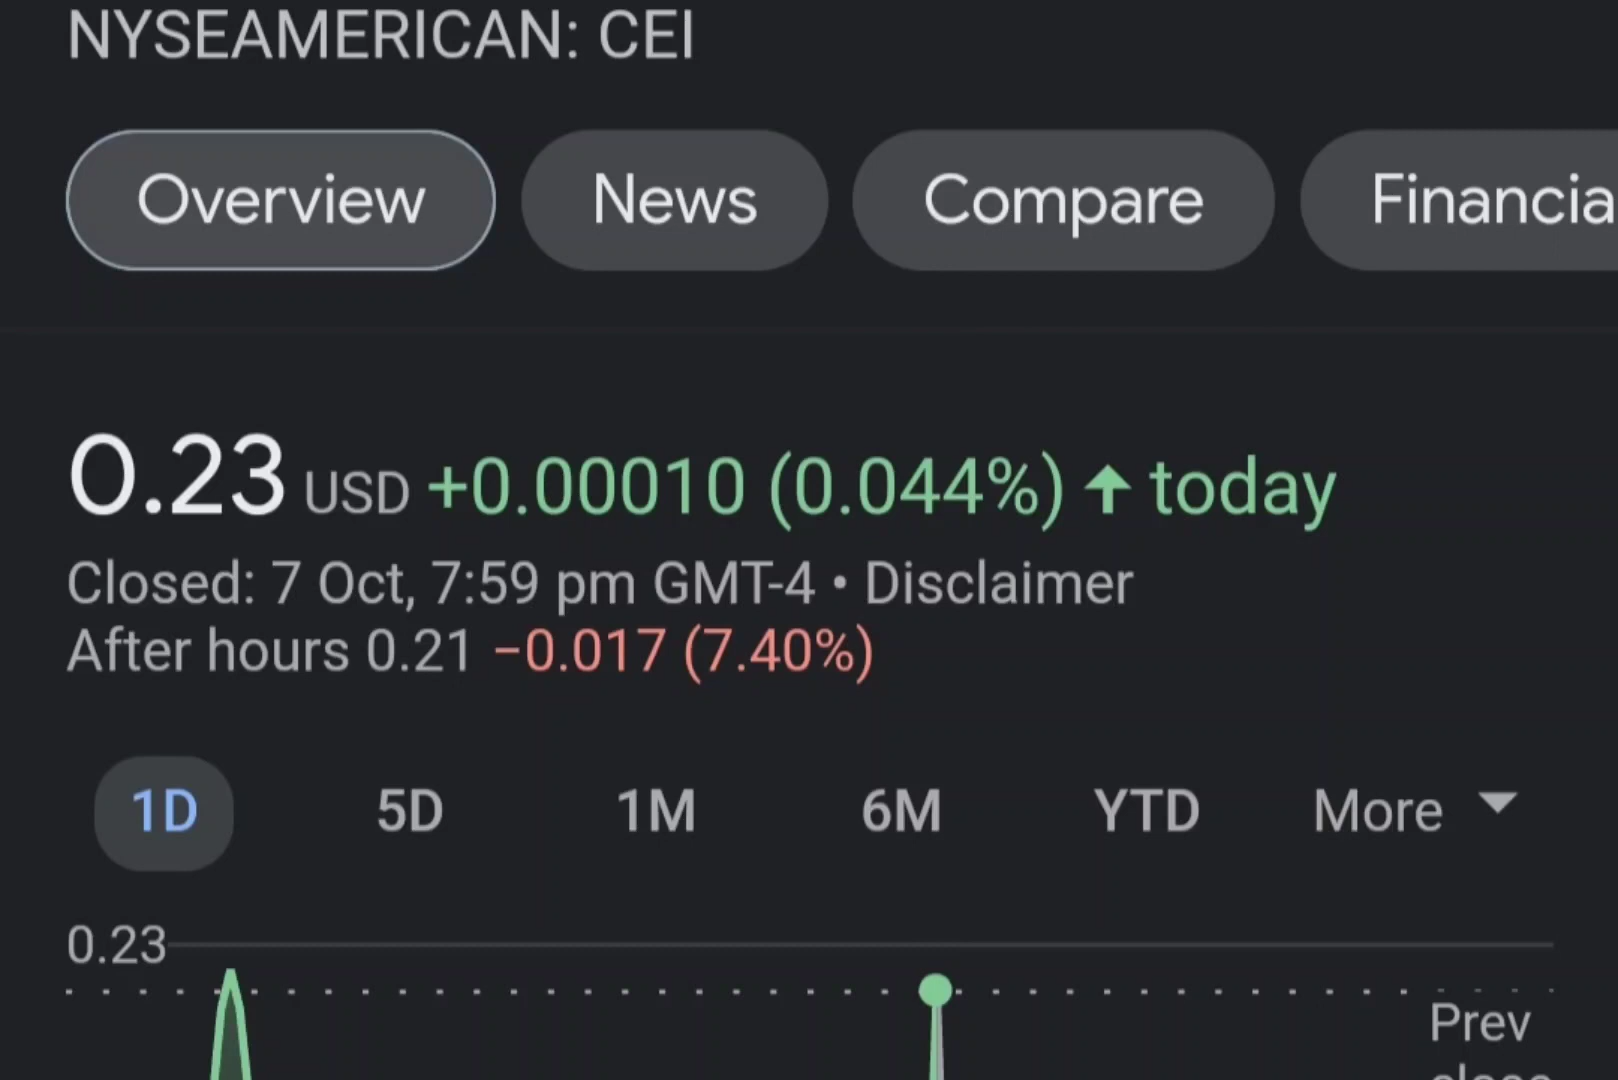 NYSEAMERICAN: CEI
Overview News Compare Financia
0.23 USD +0.00010 (0.044%) ↑ today
Closed: 7 Oct, 7:59 pm GMT-4 • Disclaimer
After hours 0.21 −0.017 (7.40%)
1D 5D 1M 6M YTD More
0.23
Prev
close